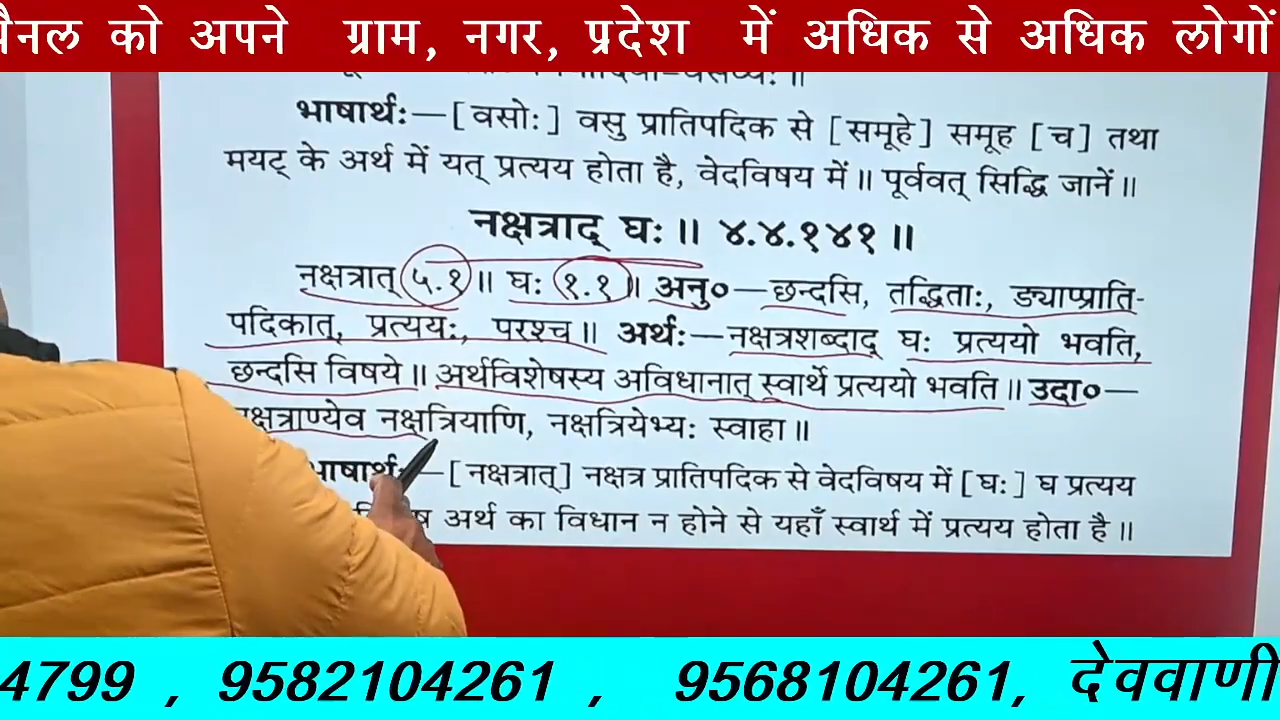 पैनल को अपने ग्राम, नगर, प्रदेश में अधिक से अधिक लोगों
भाषार्थः—[वसोः] वसु प्रातिपदिक से [समूहे] समूह [च] तथा
मयट् के अर्थ में यत् प्रत्यय होता है, वेदविषय में॥ पूर्ववत् सिद्धि जानें॥
नक्षत्राद् घः॥ ४.४.१४१॥
नक्षत्रात् ५.१॥ घः १.१॥ अनु०—छन्दसि, तद्धिताः, ङ्याप्प्राति-
पदिकात्, प्रत्ययः, परश्च॥ अर्थः—नक्षत्रशब्दाद् घः प्रत्ययो भवति,
छन्दसि विषये॥ अर्थविशेषस्य अविधानात् स्वार्थे प्रत्ययो भवति॥ उदा०—
नक्षत्राण्येव नक्षत्रियाणि, नक्षत्रियेभ्यः स्वाहा॥
भाषार्थः—[नक्षत्रात्] नक्षत्र प्रातिपदिक से वेदविषय में [घः] घ प्रत्यय
अर्थ का विधान न होने से यहाँ स्वार्थ में प्रत्यय होता है॥
4799 , 9582104261 , 9568104261, देववाणी